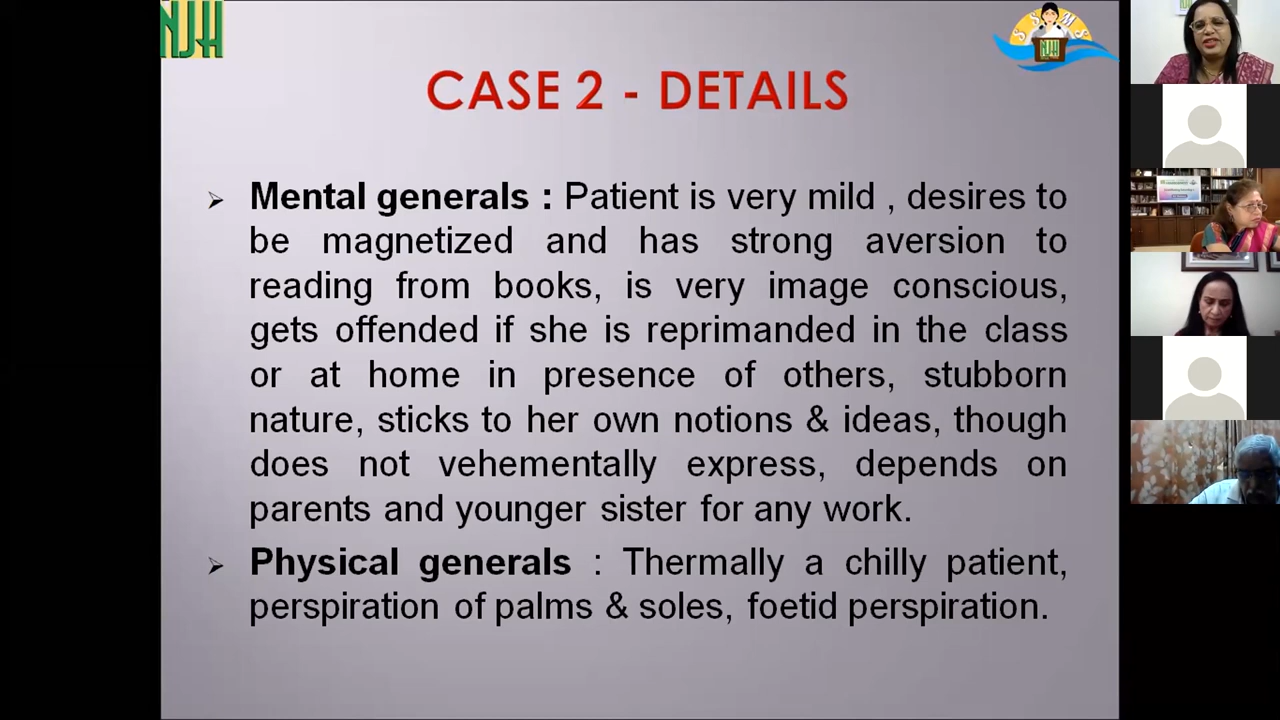 NJH
S S M S
NJH
CASE 2 - DETAILS
Mental generals : Patient is very mild , desires to
be magnetized and has strong aversion to
reading from books, is very image conscious,
gets offended if she is reprimanded in the class
or at home in presence of others, stubborn
nature, sticks to her own notions & ideas, though
does not vehementally express, depends on
parents and younger sister for any work.
Physical generals : Thermally a chilly patient,
perspiration of palms & soles, foetid perspiration.